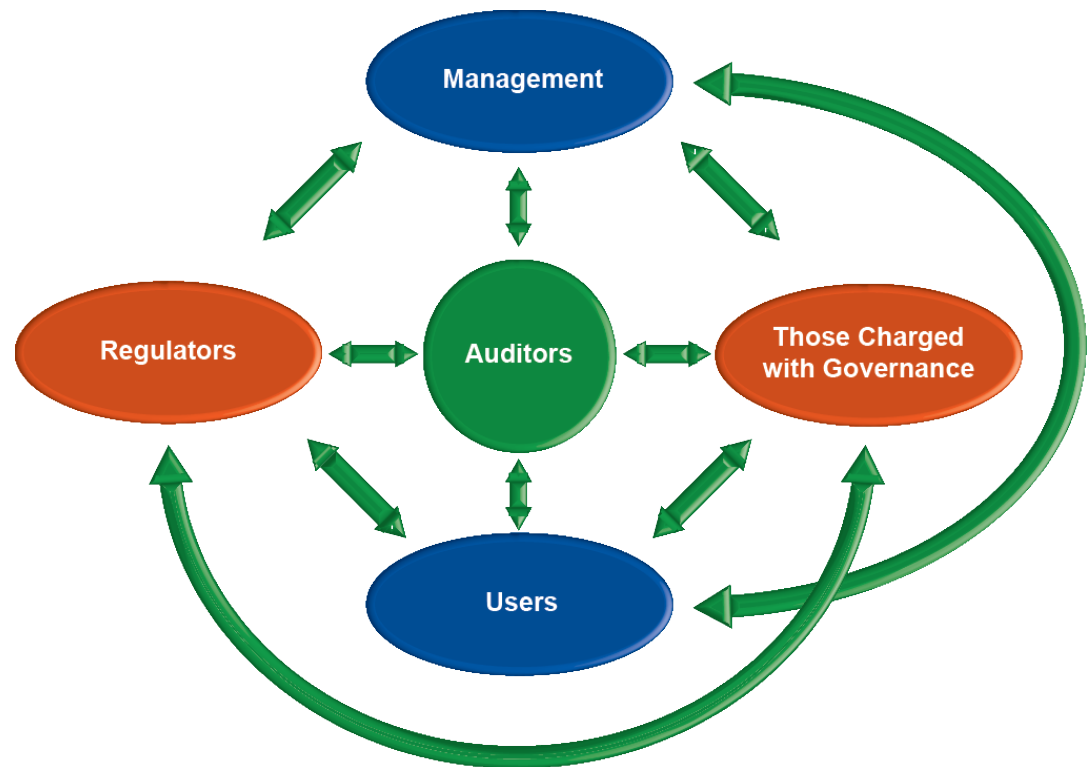 Management
Regulators
Auditors
Those Charged
with Governance
Users